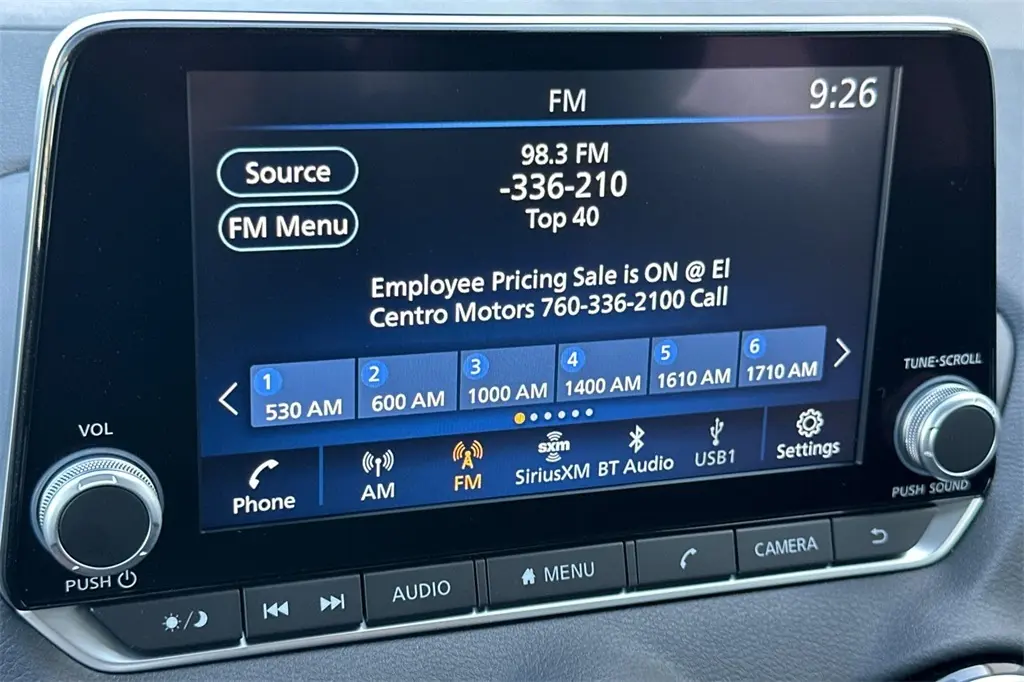 FM
9:26
Source
FM Menu
98.3 FM
-336-210
Top 40
Employee Pricing Sale is ON @ El
Centro Motors 760-336-2100 Call
1
530 AM
2
600 AM
3
1000 AM
4
1400 AM
5
1610 AM
6
1710 AM
Phone
AM
FM
sxm
SiriusXM
BT Audio
USB1
Settings
VOL
PUSH
TUNE·SCROLL
PUSH SOUND
AUDIO
MENU
CAMERA